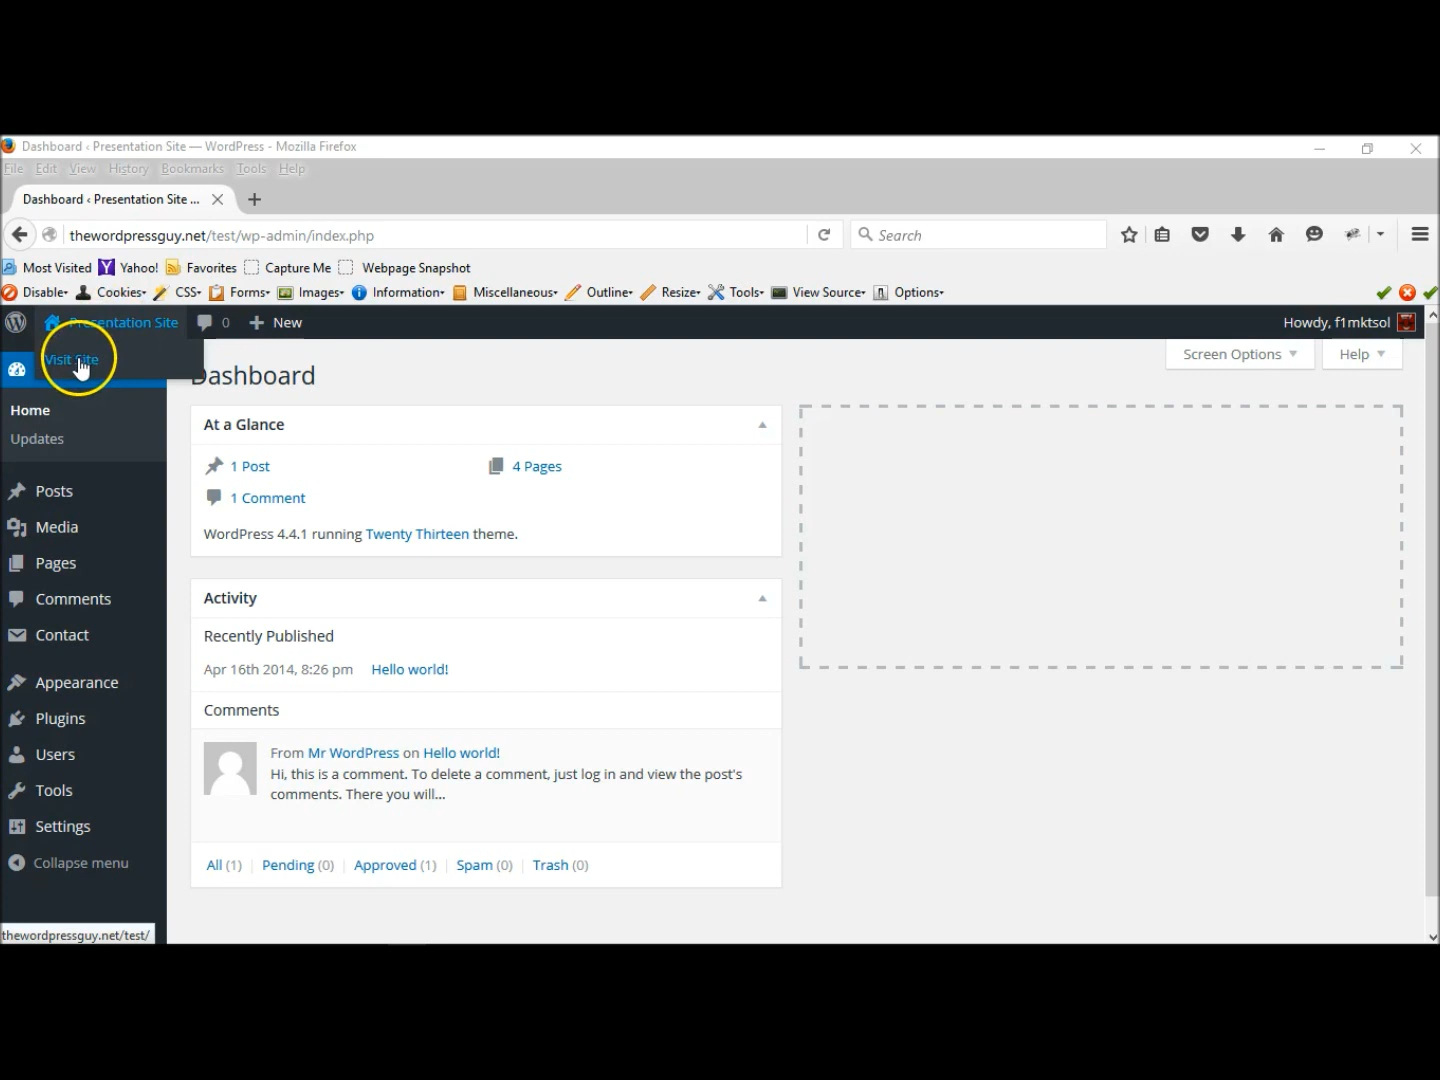 Dashboard ‹ Presentation Site — WordPress - Mozilla Firefox
File Edit View History Bookmarks Tools Help
Dashboard ‹ Presentation Site ...
thewordpressguy.net/test/wp-admin/index.php
Search
Most Visited Yahoo! Favorites Capture Me Webpage Snapshot
Disable Cookies CSS Forms Images Information Miscellaneous Outline Resize Tools View Source Options
Presentation Site 0 New Howdy, f1mktsol
Visit Site
Screen Options Help
Dashboard
Home
Updates
Posts
Media
Pages
Comments
Contact
Appearance
Plugins
Users
Tools
Settings
Collapse menu
At a Glance
1 Post 4 Pages
1 Comment
WordPress 4.4.1 running Twenty Thirteen theme.
Activity
Recently Published
Apr 16th 2014, 8:26 pm Hello world!
Comments
From Mr WordPress on Hello world!
Hi, this is a comment. To delete a comment, just log in and view the post's
comments. There you will...
All (1) Pending (0) Approved (1) Spam (0) Trash (0)
thewordpressguy.net/test/